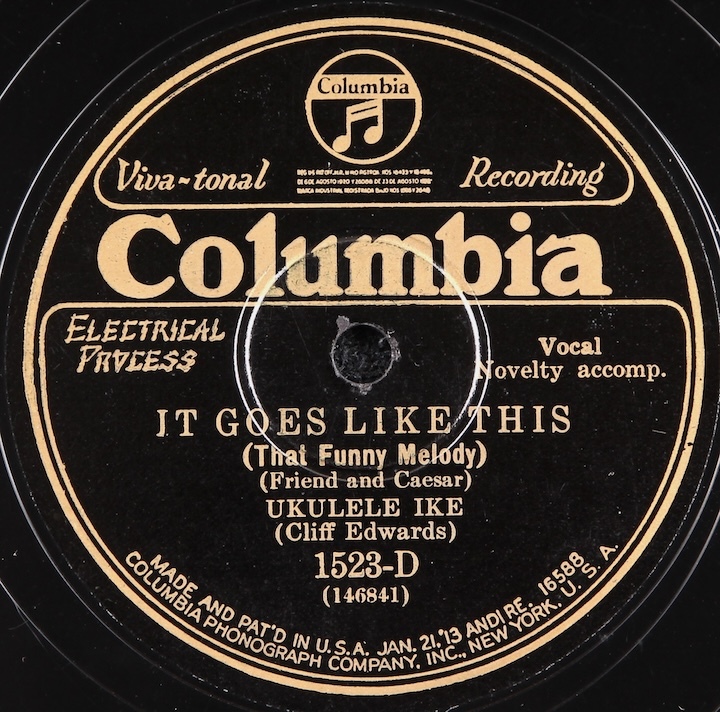 Columbia
Viva-tonal Recording
Columbia
ELECTRICAL
PROCESS
Vocal
Novelty accomp.
IT GOES LIKE THIS
(That Funny Melody)
(Friend and Caesar)
UKULELE IKE
(Cliff Edwards)
1523-D
(146841)
MADE AND PAT'D IN U.S.A. JAN. 21, '13 AND RE. 16588
COLUMBIA PHONOGRAPH COMPANY, INC., NEW YORK, U. S. A.